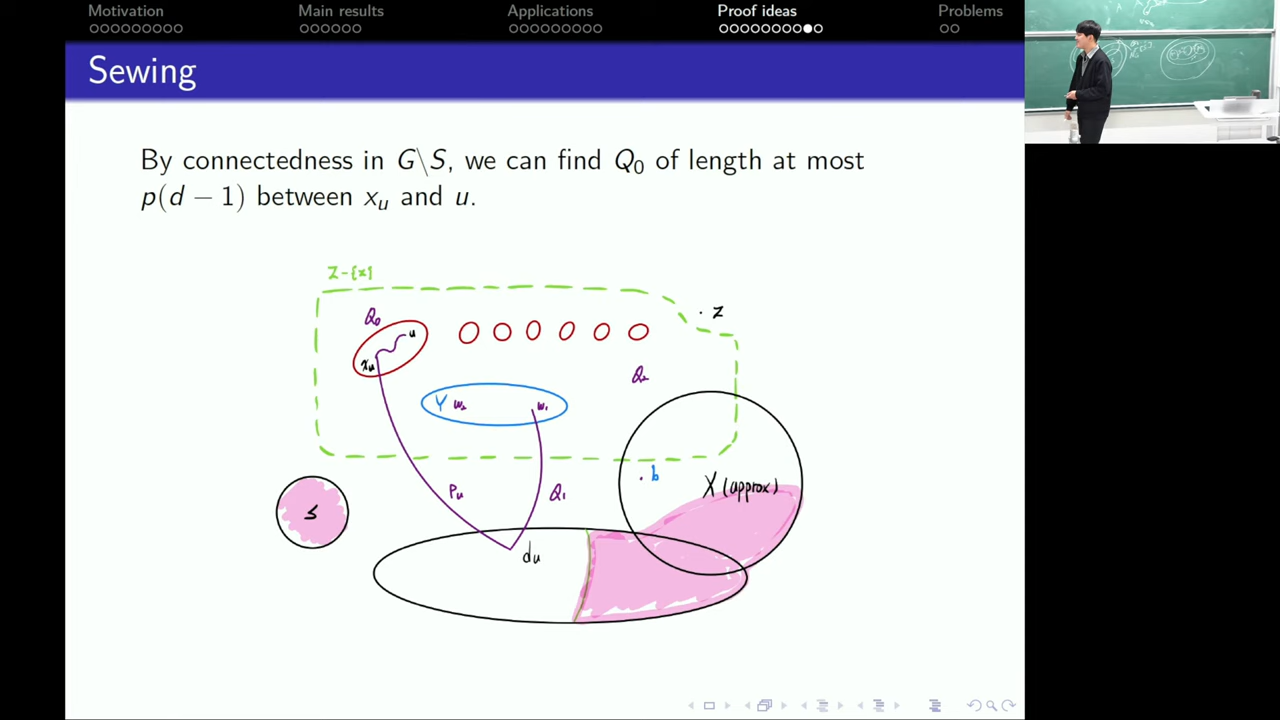 Motivation Main results Applications Proof ideas Problems
Sewing
By connectedness in G\S, we can find Q₀ of length at most
p(d − 1) between xᵤ and u.
Z-{x}
Q₀
u
xᵤ
. z
Q₂
Y w₂ w₁
. b
X (approx)
S
Pᵤ
Q₁
dᵤ